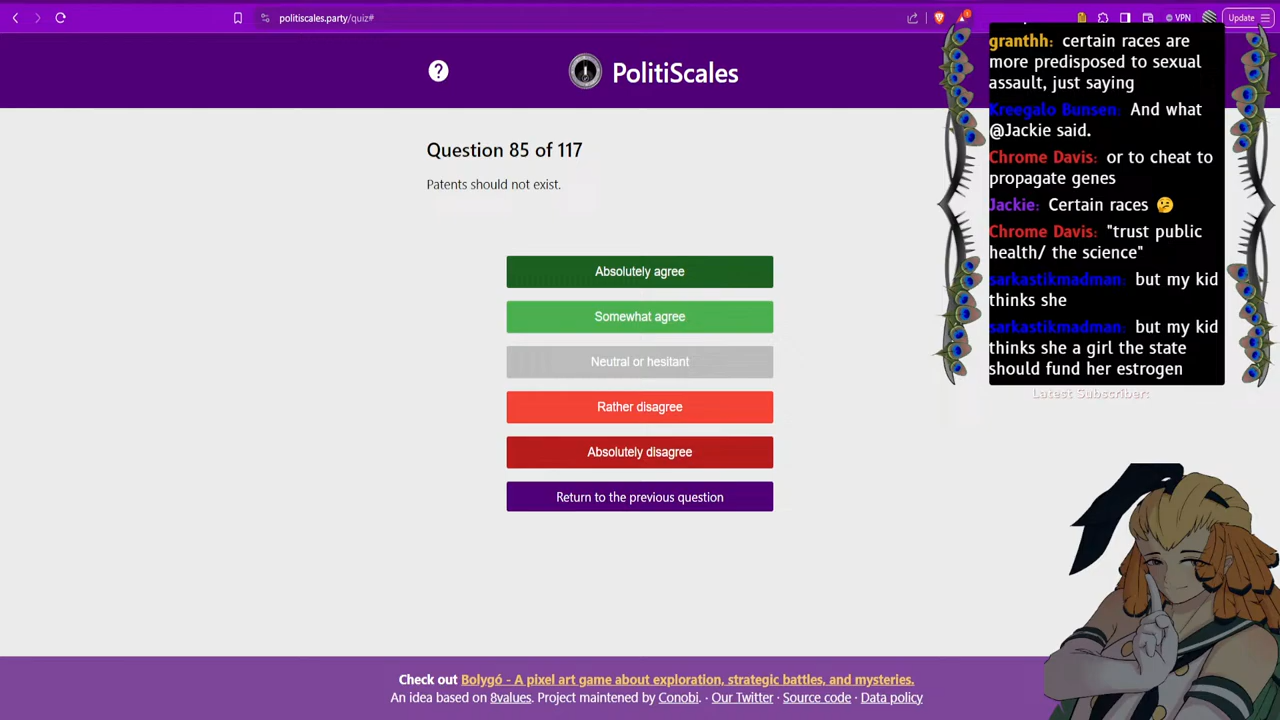 politiscales.party/quiz#
VPN
Update
PolitiScales
Question 85 of 117
Patents should not exist.
Absolutely agree
Somewhat agree
Neutral or hesitant
Rather disagree
Absolutely disagree
Return to the previous question
granthh: certain races are
more predisposed to sexual
assault, just saying
Kreegalo Bunsen: And what
@Jackie said.
Chrome Davis: or to cheat to
propagate genes
Jackie: Certain races 🤔
Chrome Davis: "trust public
health/ the science"
sarkastikmadman: but my kid
thinks she
sarkastikmadman: but my kid
thinks she a girl the state
should fund her estrogen
Latest Subscriber:
Check out Bolygó - A pixel art game about exploration, strategic battles, and mysteries.
An idea based on 8values. Project maintened by Conobi. · Our Twitter · Source code · Data policy